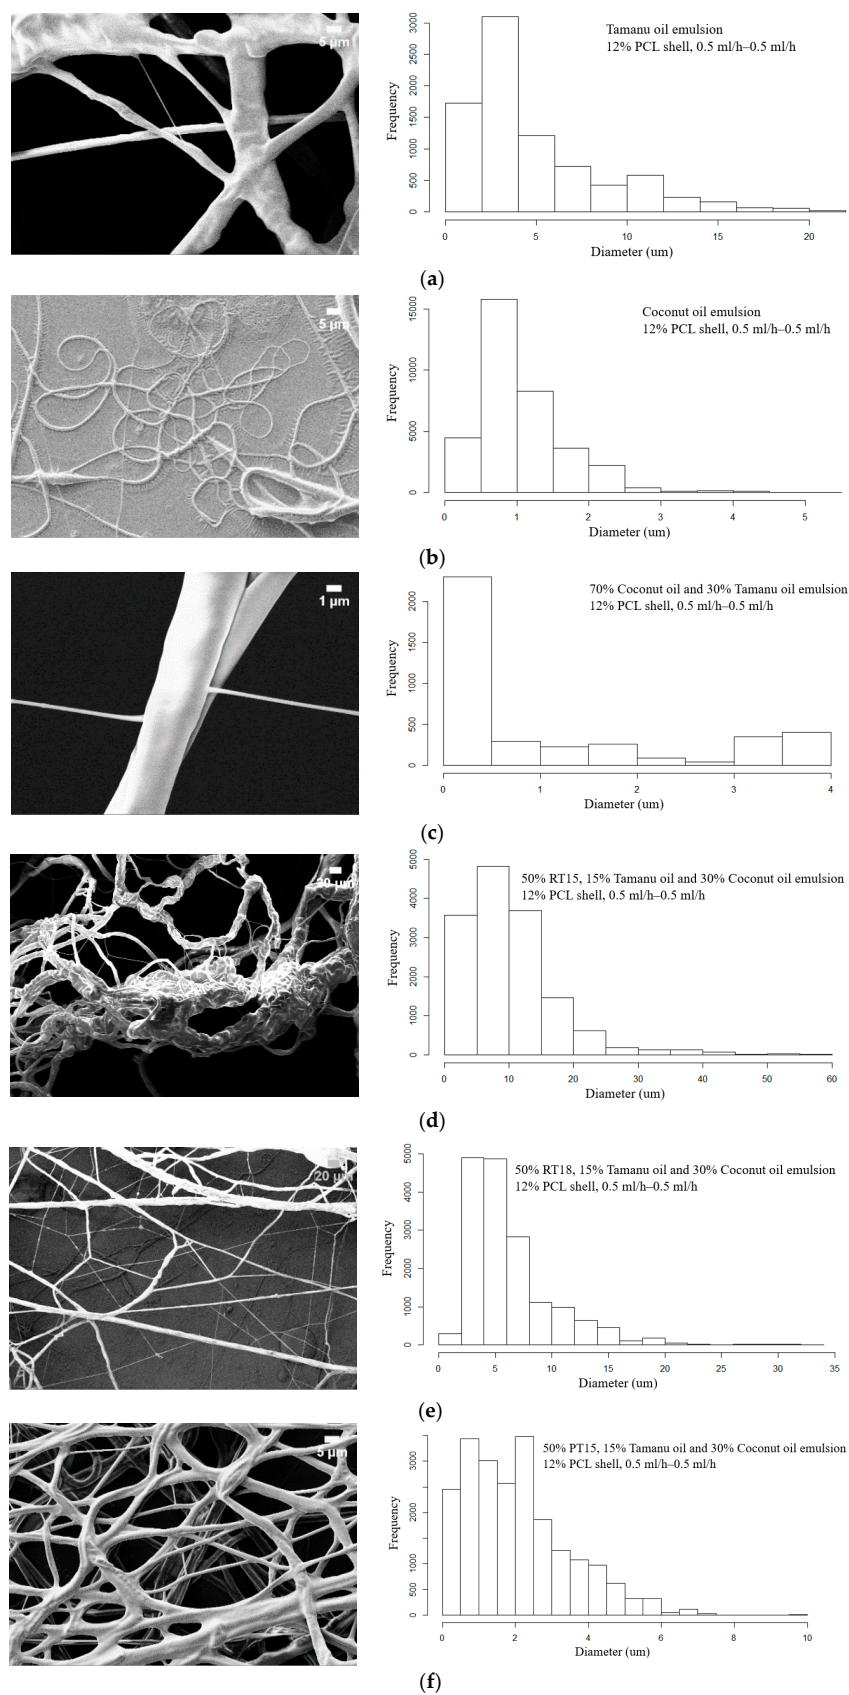 5 μm
Tamanu oil emulsion
12% PCL shell, 0.5 ml/h–0.5 ml/h
Frequency
0 500 1000 1500 2000 2500 3000
0 5 10 15 20
Diameter (um)
(a)
5 μm
Coconut oil emulsion
12% PCL shell, 0.5 ml/h–0.5 ml/h
Frequency
0 5000 10000 15000
0 1 2 3 4 5
Diameter (um)
(b)
1 μm
70% Coconut oil and 30% Tamanu oil emulsion
12% PCL shell, 0.5 ml/h–0.5 ml/h
Frequency
0 500 1000 1500 2000
0 1 2 3 4
Diameter (um)
(c)
20 μm
50% RT15, 15% Tamanu oil and 30% Coconut oil emulsion
12% PCL shell, 0.5 ml/h–0.5 ml/h
Frequency
0 1000 2000 3000 4000 5000
0 10 20 30 40 50 60
Diameter (um)
(d)
20 μm
50% RT18, 15% Tamanu oil and 30% Coconut oil emulsion
12% PCL shell, 0.5 ml/h–0.5 ml/h
Frequency
0 1000 2000 3000 4000 5000
0 5 10 15 20 25 30 35
Diameter (um)
(e)
5 μm
50% PT15, 15% Tamanu oil and 30% Coconut oil emulsion
12% PCL shell, 0.5 ml/h–0.5 ml/h
Frequency
0 500 1000 2000 3000
0 2 4 6 8 10
Diameter (um)
(f)